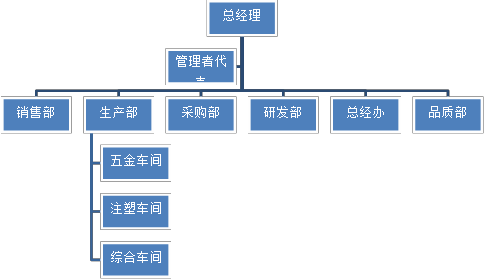 总经理
管理者代
表
销售部
生产部
采购部
研发部
总经办
品质部
五金车间
注塑车间
综合车间